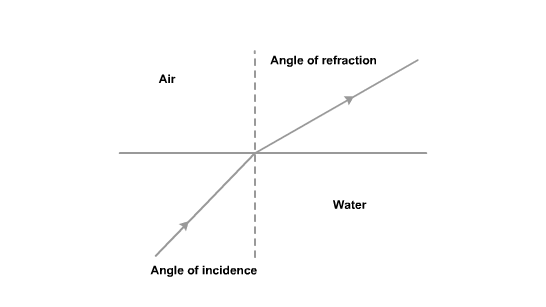 Angle of refraction
Air
Water
Angle of incidence